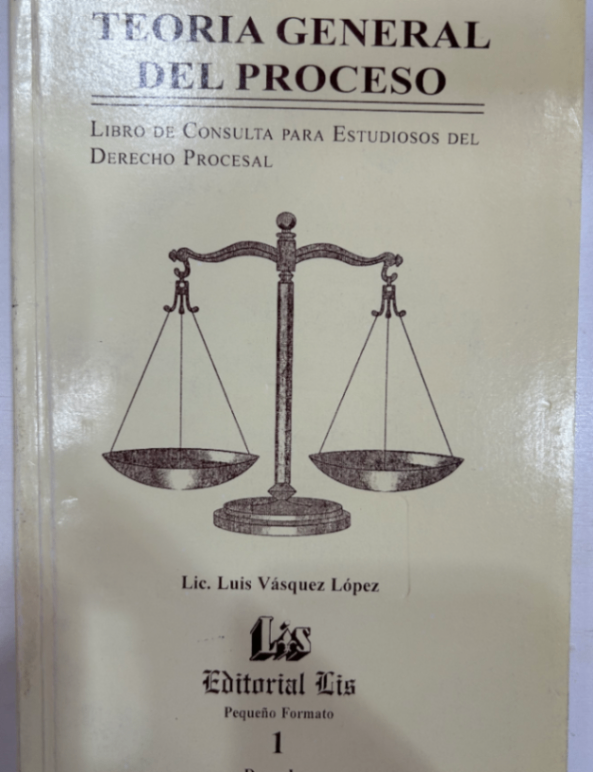 TEORIA GENERAL
DEL PROCESO
LIBRO DE CONSULTA PARA ESTUDIOSOS DEL
DERECHO PROCESAL
Lic. Luis Vásquez López
Lis
Editorial Lis
Pequeño Formato
1